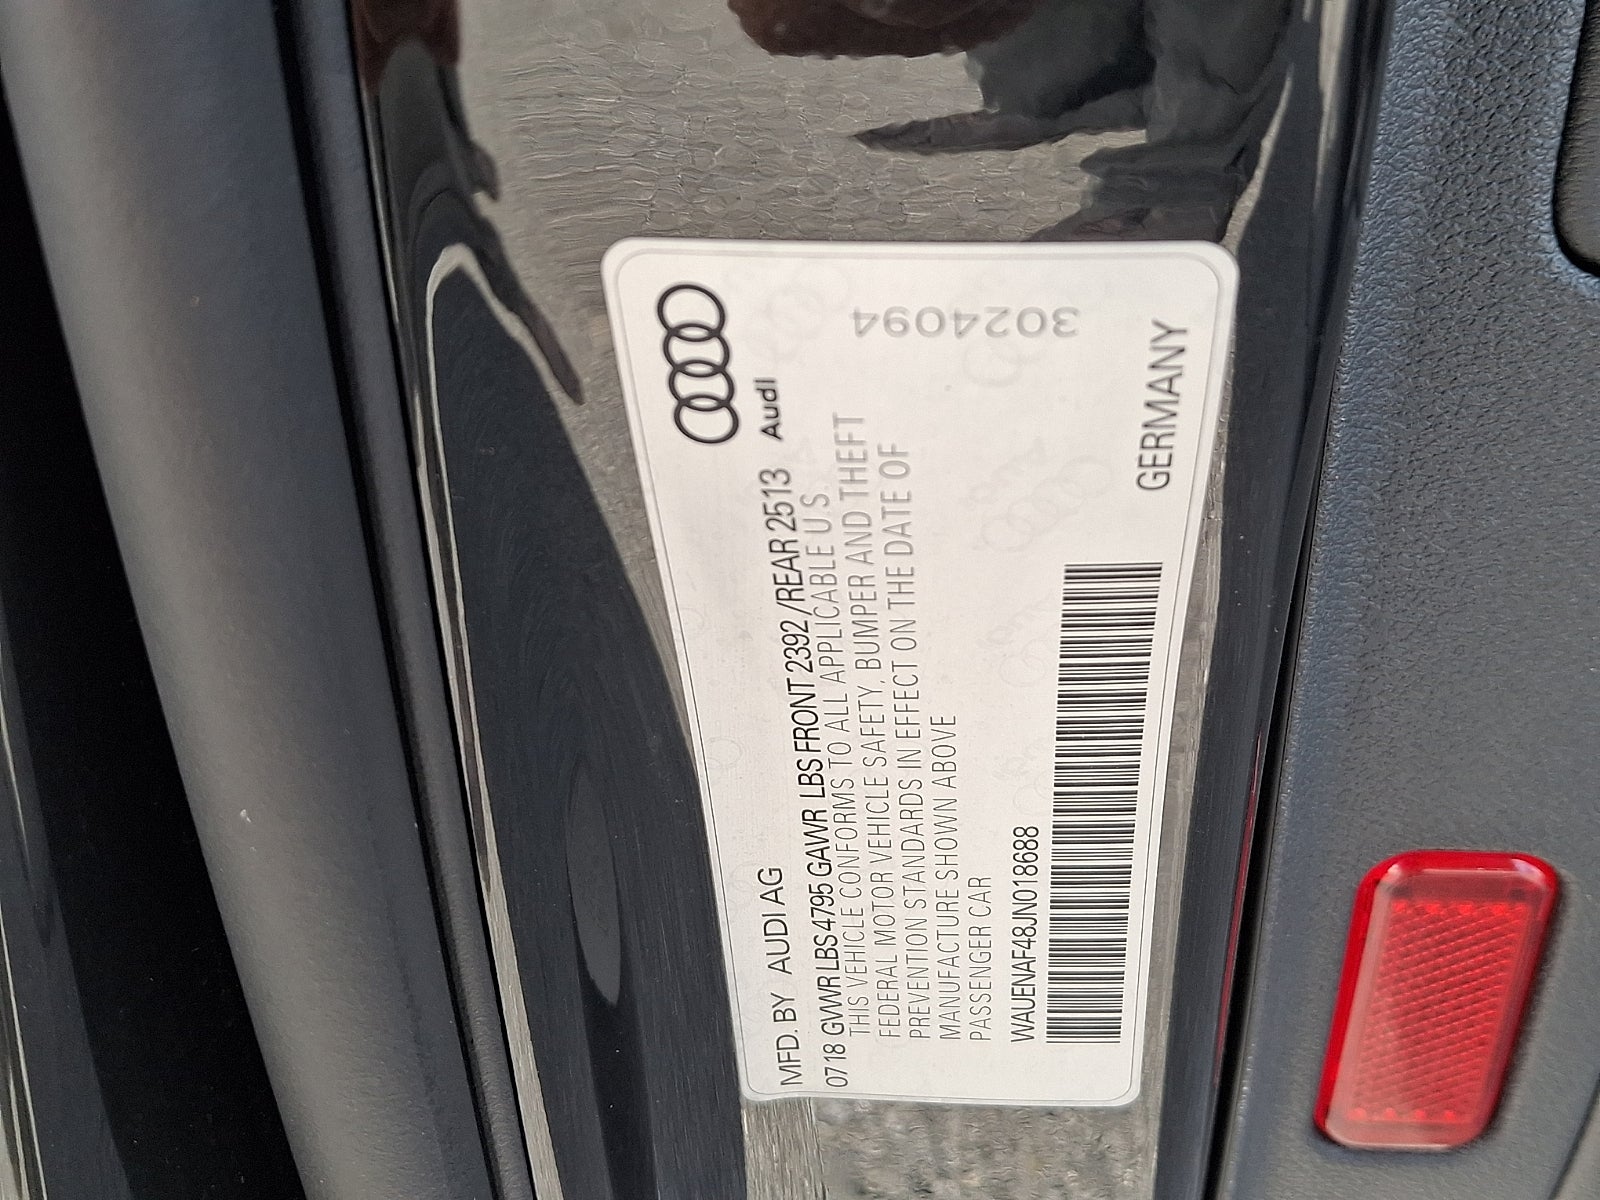 Audi
MFD. BY AUDI AG
07 18 GVWR LBS 4795 GAWR LBS FRONT 2392 /REAR 2513
THIS VEHICLE CONFORMS TO ALL APPLICABLE U.S.
FEDERAL MOTOR VEHICLE SAFETY, BUMPER AND THEFT
PREVENTION STANDARDS IN EFFECT ON THE DATE OF
MANUFACTURE SHOWN ABOVE
PASSENGER CAR
WAUENAF48JN018688
GERMANY
3024094